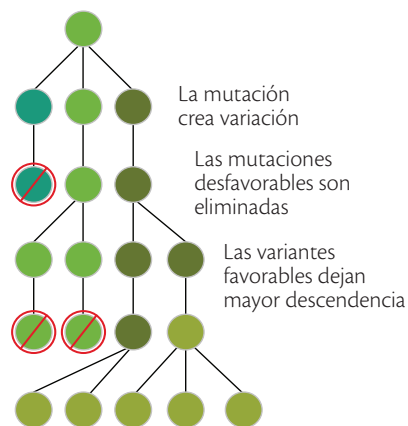 La mutación
crea variación
Las mutaciones
desfavorables son
eliminadas
Las variantes
favorables dejan
mayor descendencia